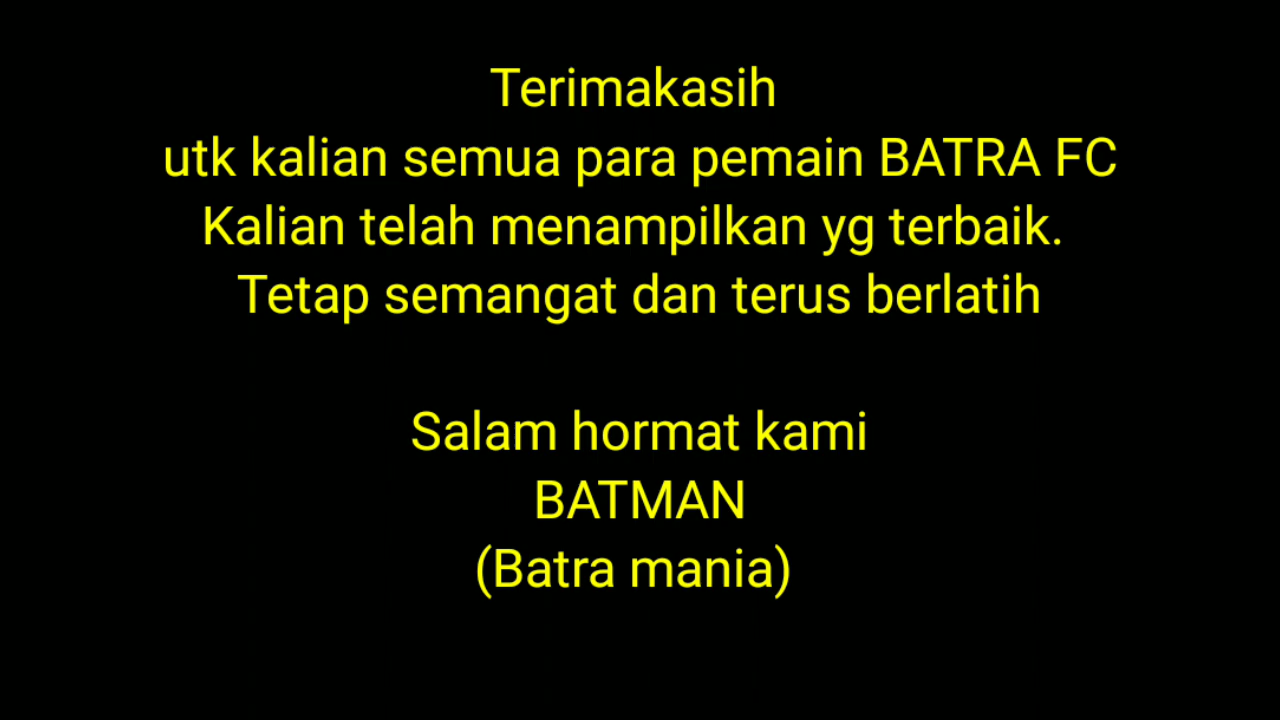 Terimakasih
utk kalian semua para pemain BATRA FC
Kalian telah menampilkan yg terbaik.
Tetap semangat dan terus berlatih
Salam hormat kami
BATMAN
(Batra mania)